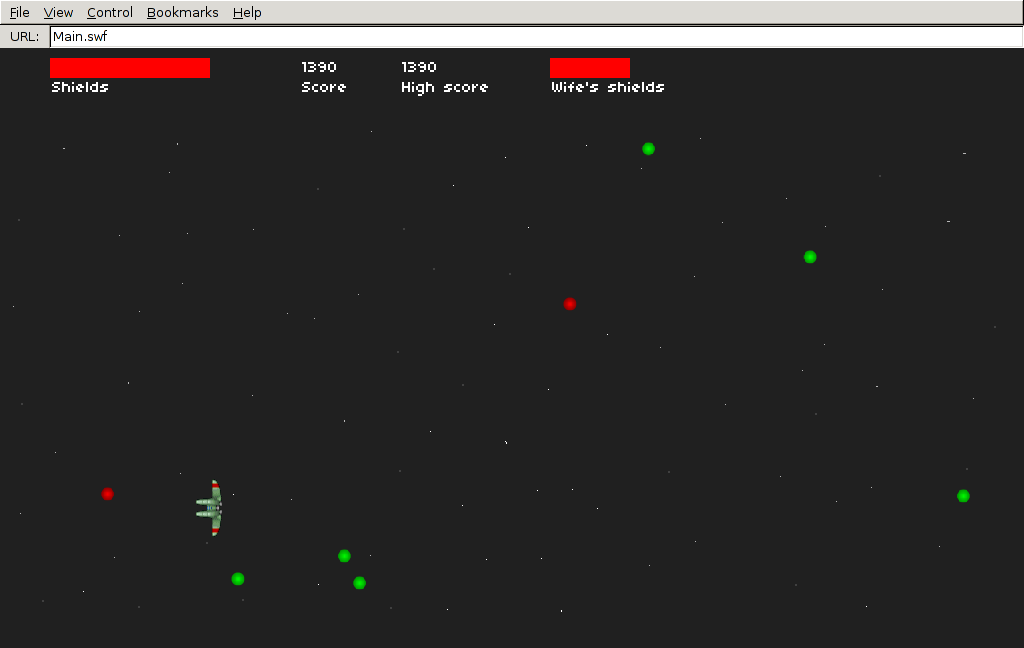 File View Control Bookmarks Help
URL: Main.swf
1390 1390
Shields Score High score Wife's shields